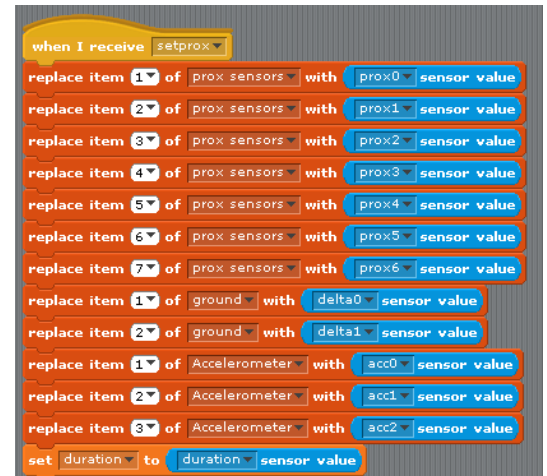 when I receive setprox
replace item 1 of prox sensors with prox0 sensor value
replace item 2 of prox sensors with prox1 sensor value
replace item 3 of prox sensors with prox2 sensor value
replace item 4 of prox sensors with prox3 sensor value
replace item 5 of prox sensors with prox4 sensor value
replace item 6 of prox sensors with prox5 sensor value
replace item 7 of prox sensors with prox6 sensor value
replace item 1 of ground with delta0 sensor value
replace item 2 of ground with delta1 sensor value
replace item 1 of Accelerometer with acc0 sensor value
replace item 2 of Accelerometer with acc1 sensor value
replace item 3 of Accelerometer with acc2 sensor value
set duration to duration sensor value